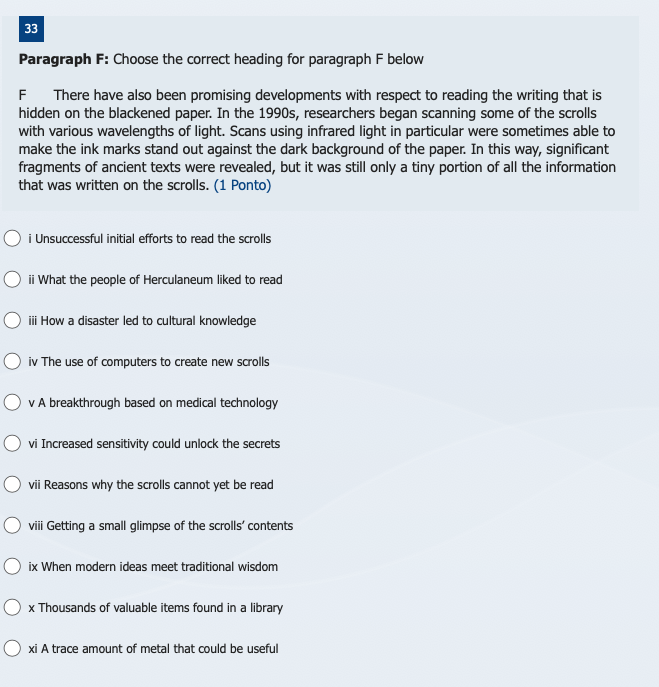 33
Paragraph F: Choose the correct heading for paragraph F below
F There have also been promising developments with respect to reading the writing that is
hidden on the blackened paper. In the 1990s, researchers began scanning some of the scrolls
with various wavelengths of light. Scans using infrared light in particular were sometimes able to
make the ink marks stand out against the dark background of the paper. In this way, significant
fragments of ancient texts were revealed, but it was still only a tiny portion of all the information
that was written on the scrolls. (1 Ponto)
i Unsuccessful initial efforts to read the scrolls
ii What the people of Herculaneum liked to read
iii How a disaster led to cultural knowledge
iv The use of computers to create new scrolls
v A breakthrough based on medical technology
vi Increased sensitivity could unlock the secrets
vii Reasons why the scrolls cannot yet be read
viii Getting a small glimpse of the scrolls' contents
ix When modern ideas meet traditional wisdom
x Thousands of valuable items found in a library
xi A trace amount of metal that could be useful